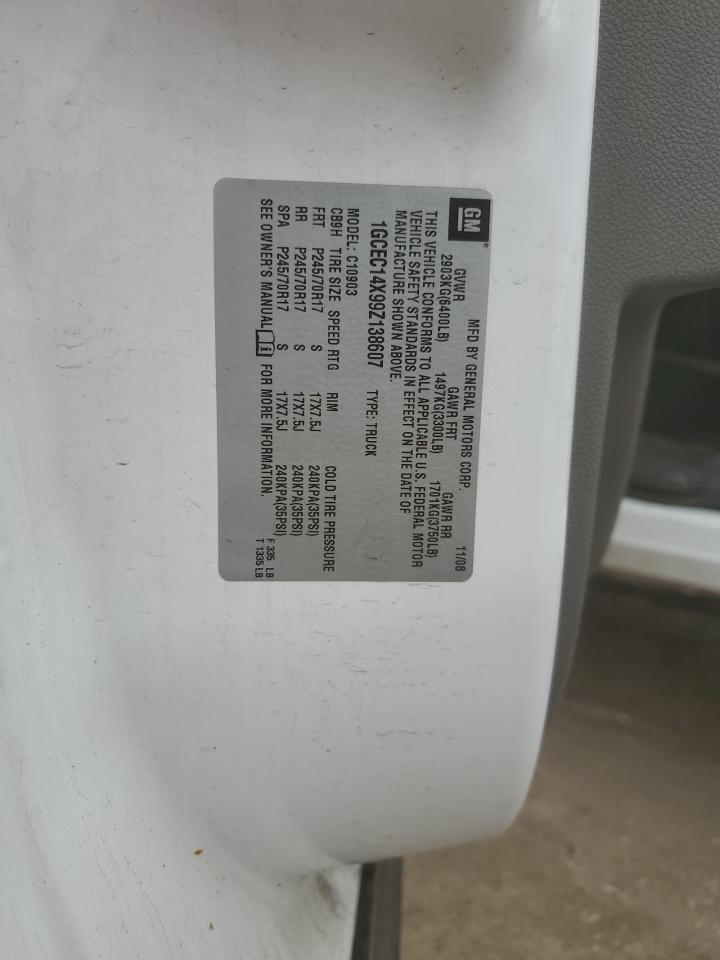 GM
MFD BY GENERAL MOTORS CORP. 11/08
GVWR GAWR FRT GAWR RR
2903KG(6400LB) 1497KG(3300LB) 1701KG(3750LB)
THIS VEHICLE CONFORMS TO ALL APPLICABLE U.S. FEDERAL MOTOR
VEHICLE SAFETY STANDARDS IN EFFECT ON THE DATE OF
MANUFACTURE SHOWN ABOVE.
1GCEC14X99Z138607 TYPE: TRUCK
MODEL: C10903
CB9H TIRE SIZE SPEED RTG RIM COLD TIRE PRESSURE
FRT P245/70R17 S 17X7.5J 240KPA(35PSI)
RR P245/70R17 S 17X7.5J 240KPA(35PSI)
SPA P245/70R17 S 17X7.5J 240KPA(35PSI)
SEE OWNER'S MANUAL i FOR MORE INFORMATION.
F 335 LB
T 1335 LB